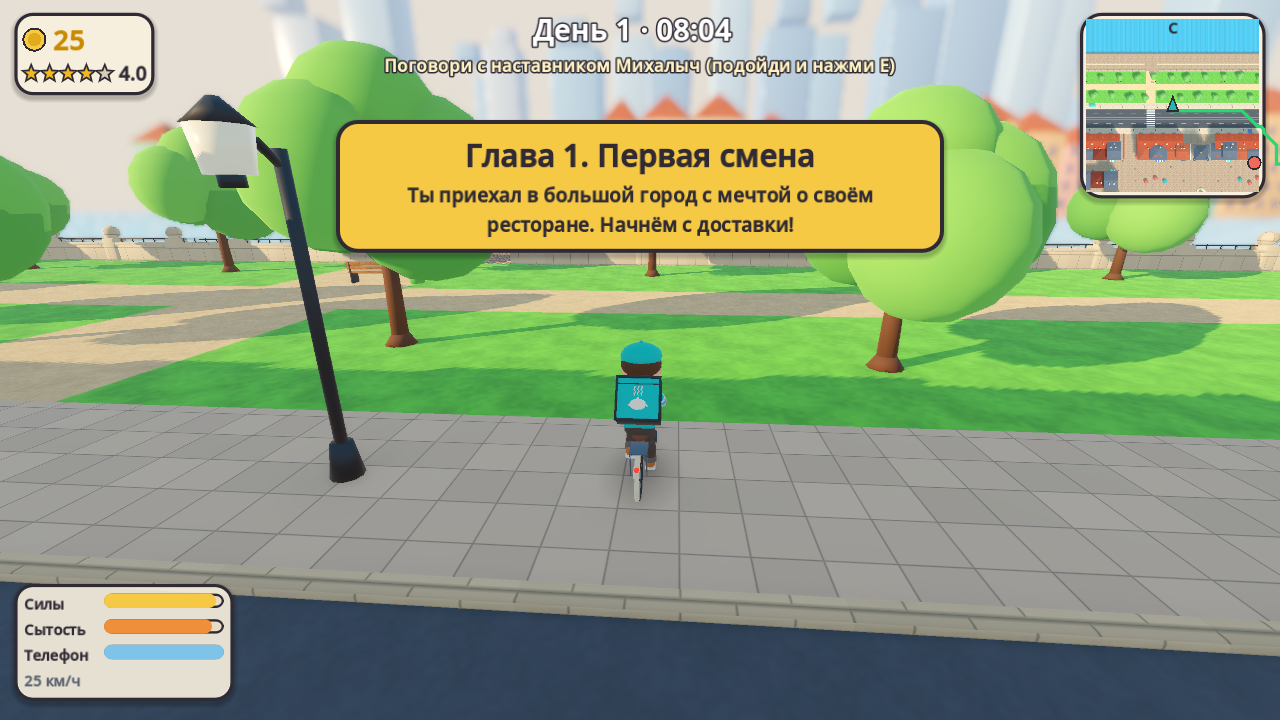 25
4.0
День 1 · 08:04
Поговори с наставником Михалыч (подойди и нажми E)
С
Глава 1. Первая смена
Ты приехал в большой город с мечтой о своём
ресторане. Начнём с доставки!
Силы
Сытость
Телефон
25 км/ч